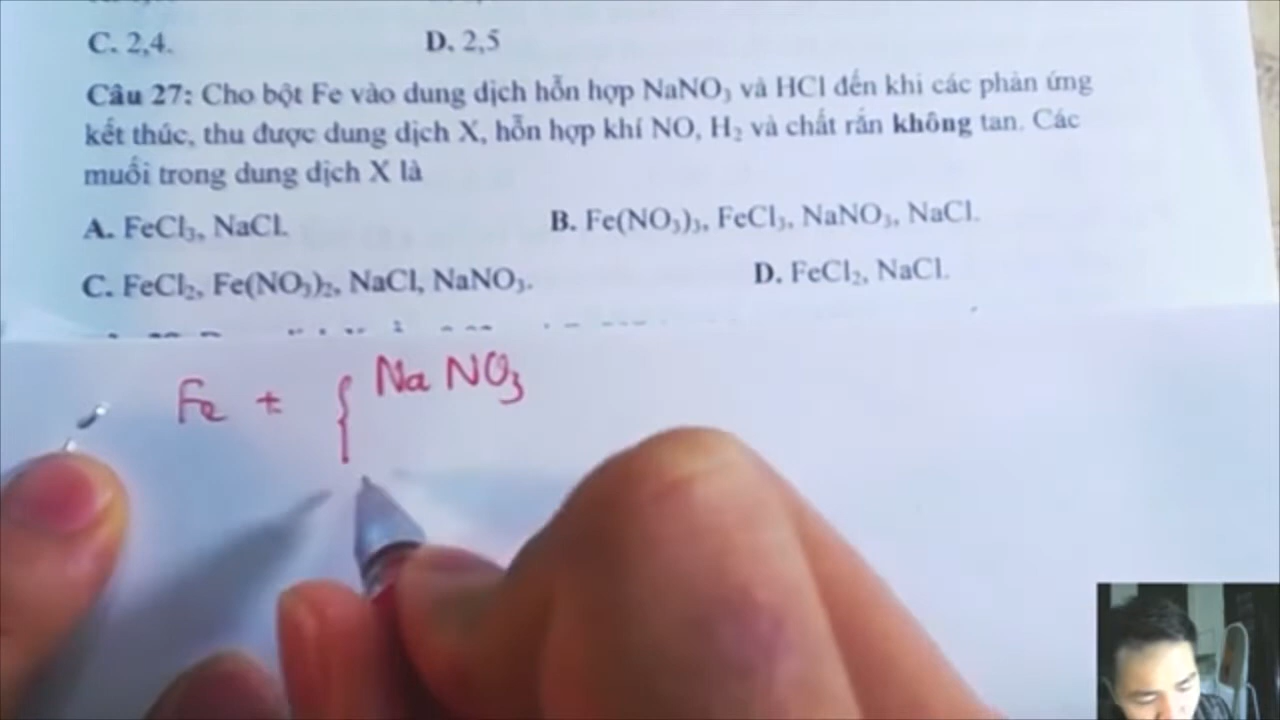 C. 2,4. D. 2,5
Câu 27: Cho bột Fe vào dung dịch hỗn hợp NaNO₃ và HCl đến khi các phản ứng
kết thúc, thu được dung dịch X, hỗn hợp khí NO, H₂ và chất rắn không tan. Các
muối trong dung dịch X là
A. FeCl₃, NaCl. B. Fe(NO₃)₃, FeCl₃, NaNO₃, NaCl.
C. FeCl₂, Fe(NO₃)₂, NaCl, NaNO₃. D. FeCl₂, NaCl.
Fe + { NaNO₃